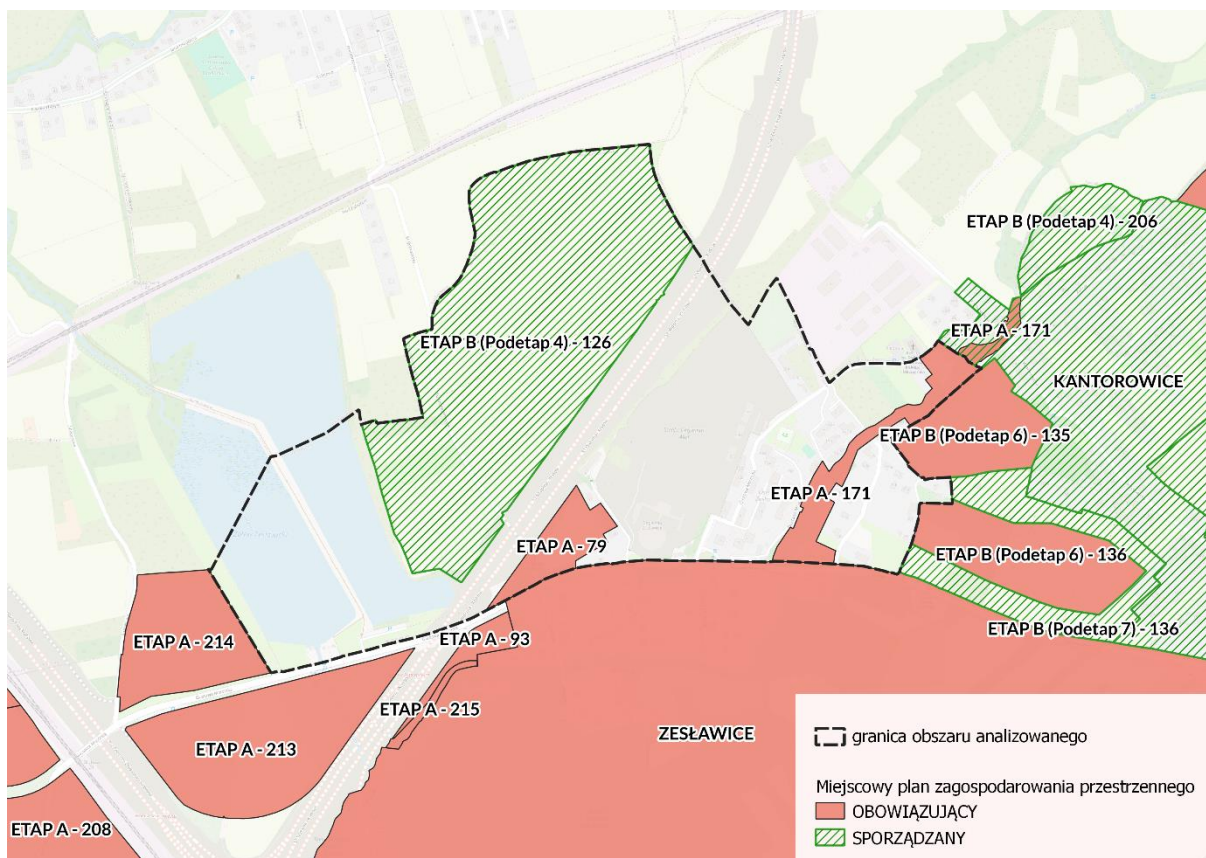 ETAP B (Podetap 4) - 206
ETAP A - 171
ETAP B (Podetap 4) - 126
KANTOROWICE
ETAP B (Podetap 6) - 135
ETAP A - 171
ETAP A - 79
ETAP B (Podetap 6) - 136
ETAP B (Podetap 7) - 136
ETAP A - 93
ETAP A - 214
ETAP A - 215
ETAP A - 213
ZESŁAWICE
ETAP A - 208
granica obszaru analizowanego
Miejscowy plan zagospodarowania przestrzennego
OBOWIĄZUJĄCY
SPORZĄDZANY